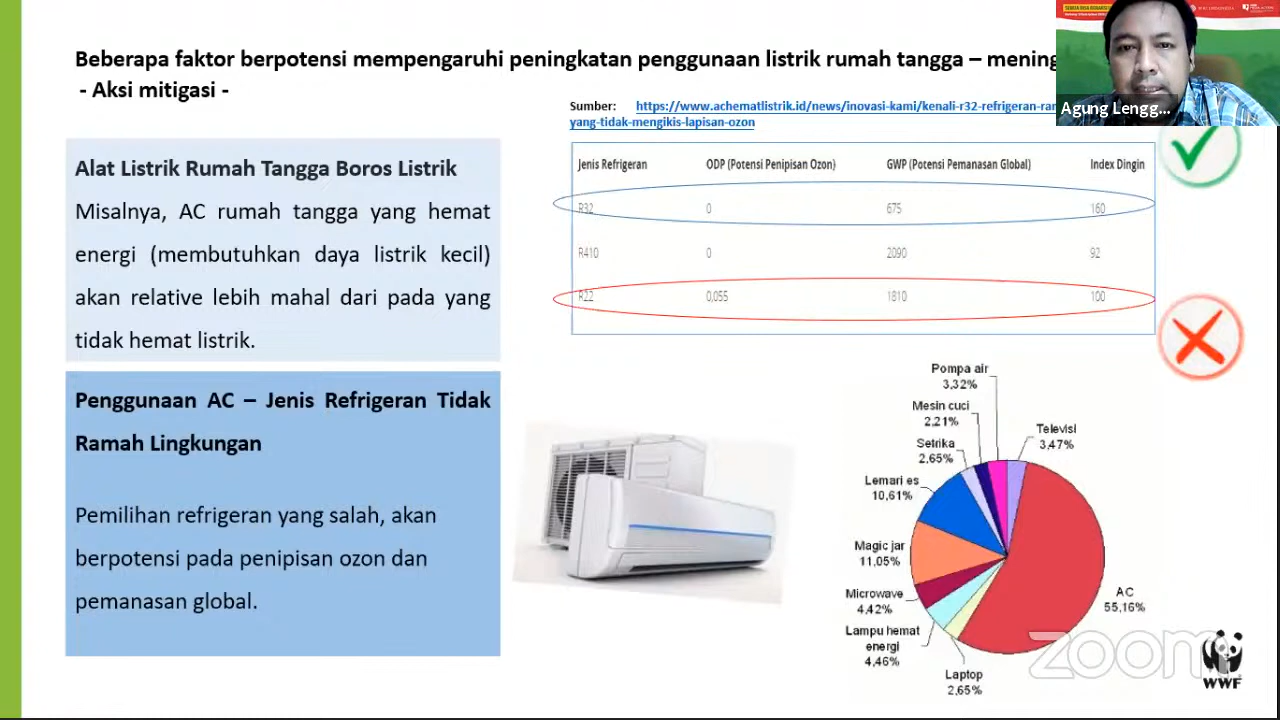 Beberapa faktor berpotensi mempengaruhi peningkatan penggunaan listrik rumah tangga – mening
- Aksi mitigasi -
Sumber: https://www.achematlistrik.id/news/inovasi-kami/kenali-r32-refrigeran-ra
yang-tidak-mengikis-lapisan-ozon
Agung Lengg...
Alat Listrik Rumah Tangga Boros Listrik
Misalnya, AC rumah tangga yang hemat
energi (membutuhkan daya listrik kecil)
akan relative lebih mahal dari pada yang
tidak hemat listrik.
Penggunaan AC – Jenis Refrigeran Tidak
Ramah Lingkungan
Pemilihan refrigeran yang salah, akan
berpotensi pada penipisan ozon dan
pemanasan global.
Jenis Refrigeran ODP (Potensi Penipisan Ozon) GWP (Potensi Pemanasan Global) Index Dingin
R32 0 675 160
R410 0 2090 92
R22 0,055 1810 100
Pompa air
3,32%
Mesin cuci
2,21%
Televisi
3,47%
Setrika
2,65%
Lemari es
10,61%
Magic jar
11,05%
Microwave
4,42%
AC
55,16%
Lampu hemat
energi
4,46%
Laptop
2,65%
zoom
WWF